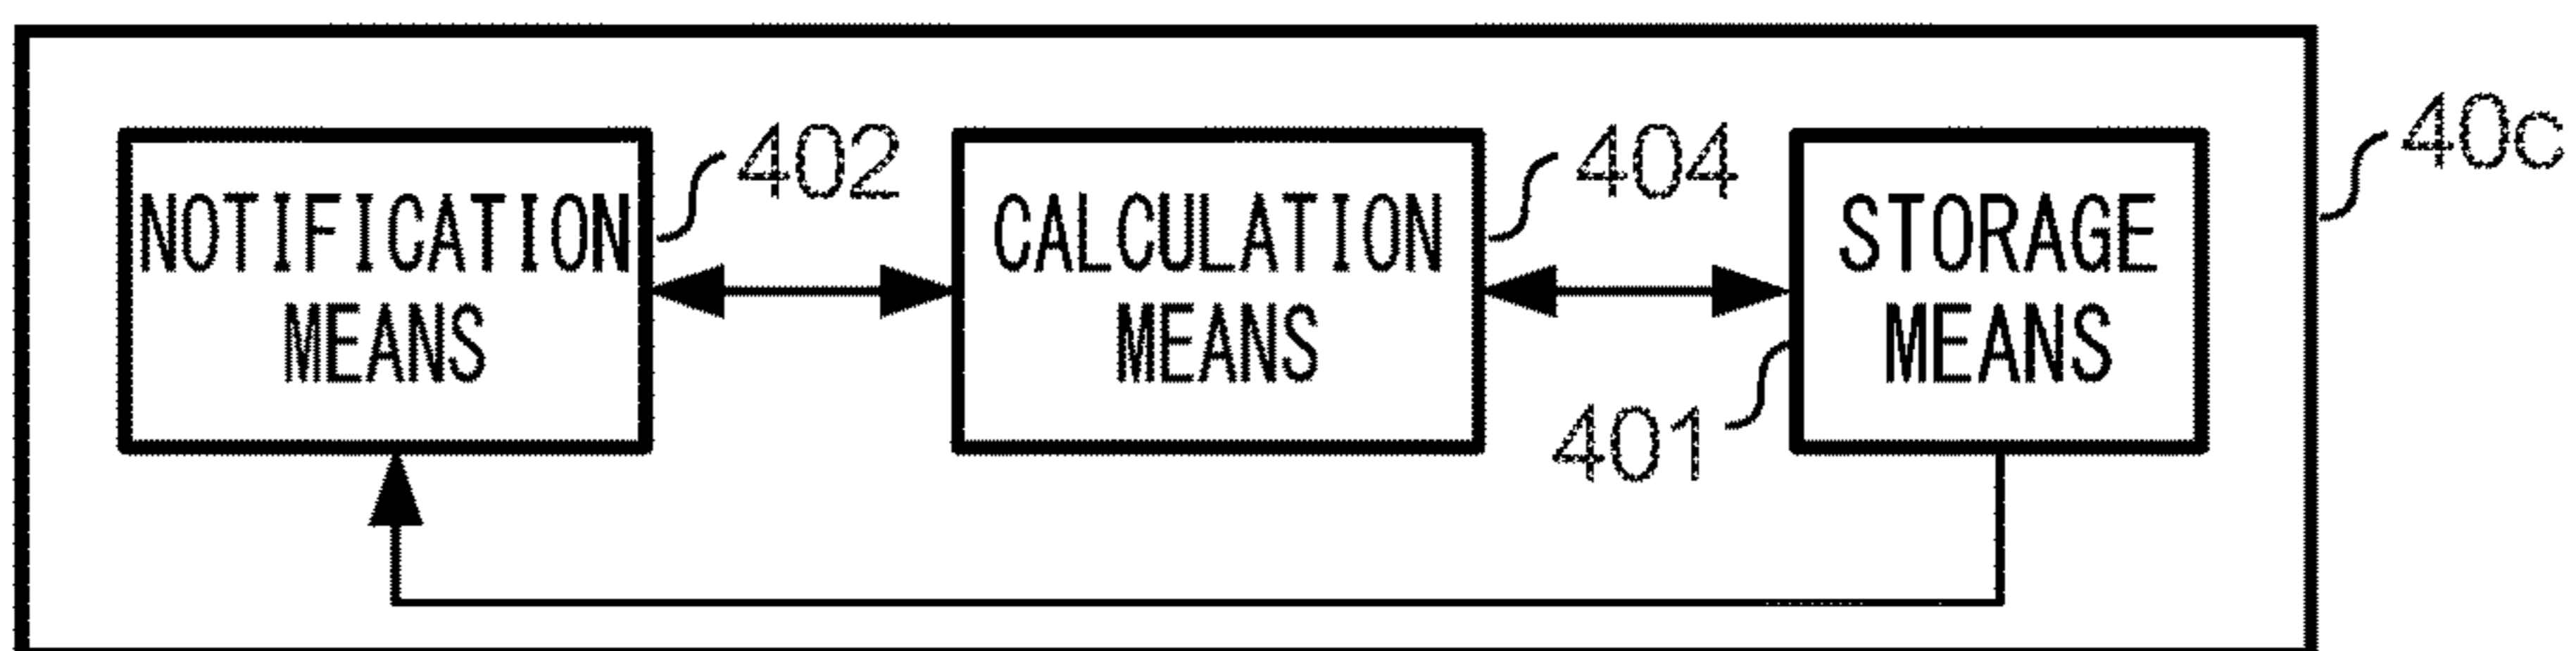 40c
402
NOTIFICATION
MEANS
404
CALCULATION
MEANS
401
STORAGE
MEANS